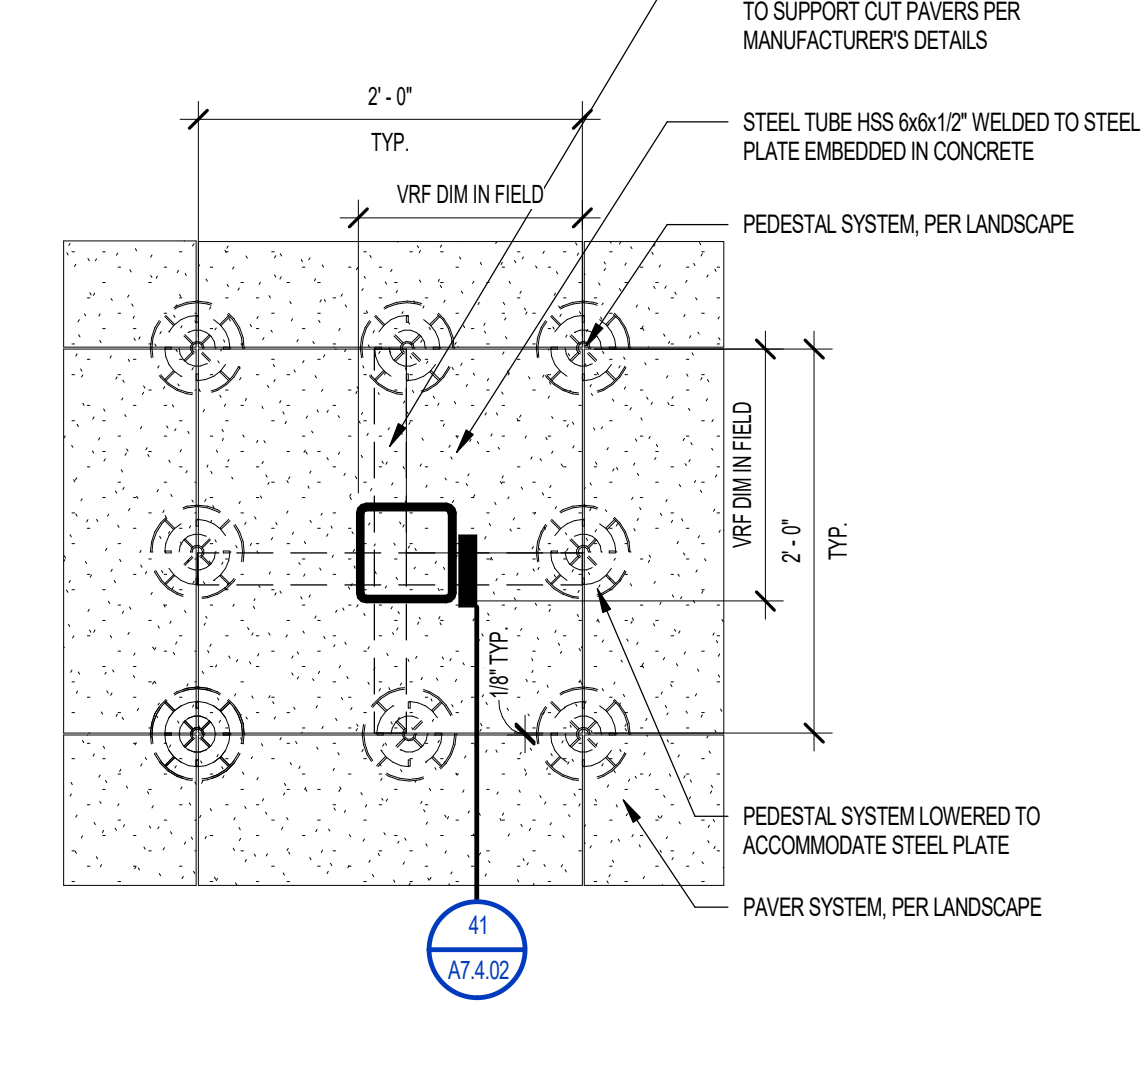 TO SUPPORT CUT PAVERS PER
MANUFACTURER'S DETAILS
2' - 0"
TYP.
STEEL TUBE HSS 6x6x1/2" WELDED TO STEEL
PLATE EMBEDDED IN CONCRETE
VRF DIM IN FIELD
PEDESTAL SYSTEM, PER LANDSCAPE
VRF DIM IN FIELD
2' - 0"
TYP.
1/8" TYP.
PEDESTAL SYSTEM LOWERED TO
ACCOMMODATE STEEL PLATE
PAVER SYSTEM, PER LANDSCAPE
41
A7.4.02